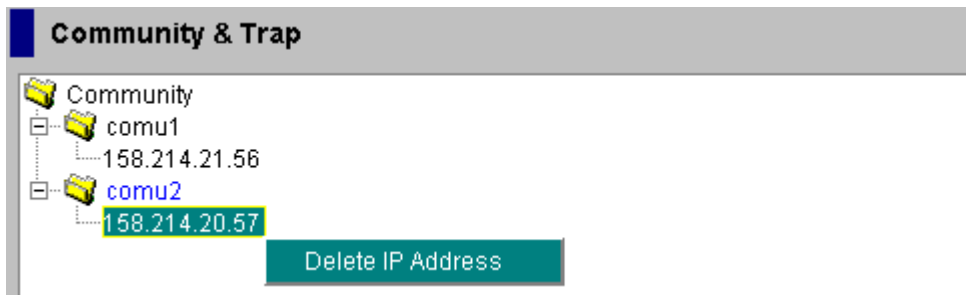 Community & Trap
Community
comu1
158.214.21.56
comu2
158.214.20.57
Delete IP Address